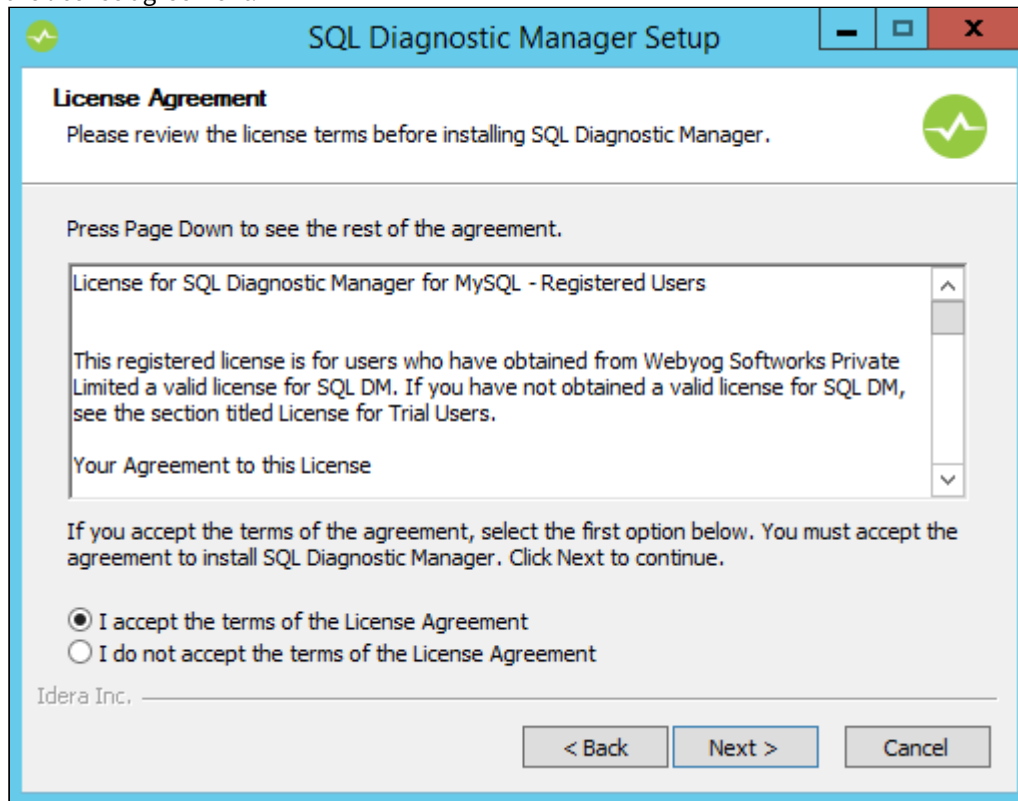 SQL Diagnostic Manager Setup
License Agreement
Please review the license terms before installing SQL Diagnostic Manager.
Press Page Down to see the rest of the agreement.
License for SQL Diagnostic Manager for MySQL - Registered Users
This registered license is for users who have obtained from Webyog Softworks Private
Limited a valid license for SQL DM. If you have not obtained a valid license for SQL DM,
see the section titled License for Trial Users.
Your Agreement to this License
If you accept the terms of the agreement, select the first option below. You must accept the
agreement to install SQL Diagnostic Manager. Click Next to continue.
I accept the terms of the License Agreement
I do not accept the terms of the License Agreement
Idera Inc.
< Back Next > Cancel